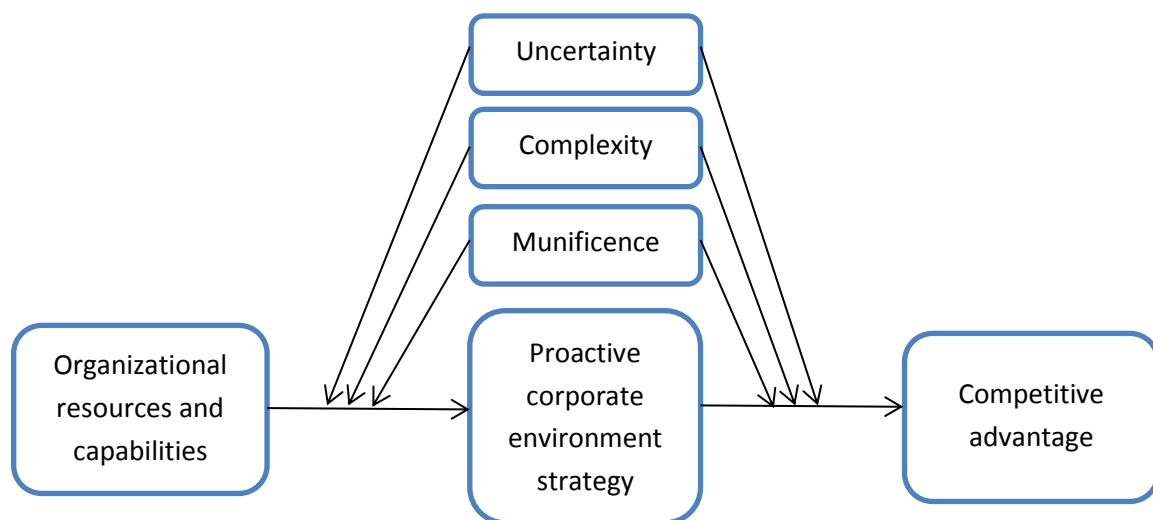 Uncertainty
Complexity
Munificence
Organizational
resources and
capabilities
Proactive
corporate
environment
strategy
Competitive
advantage